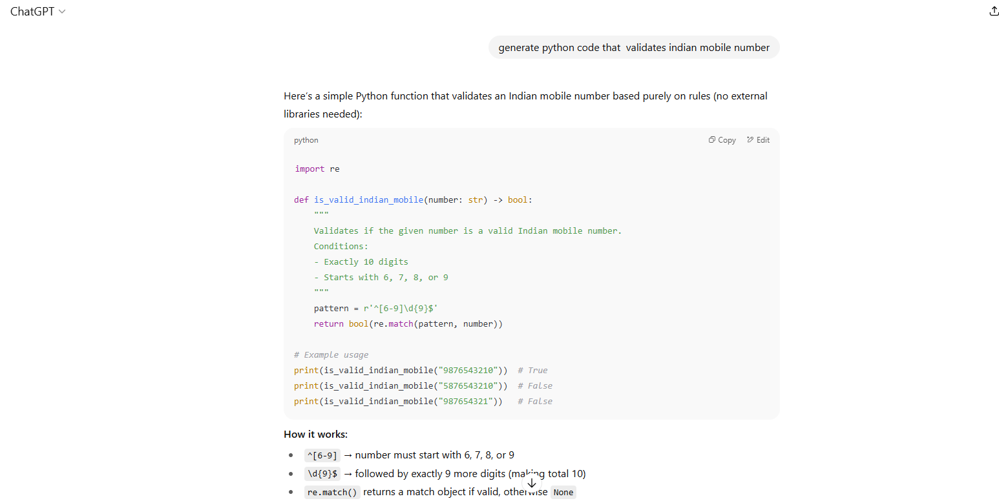 ChatGPT
generate python code that  validates indian mobile number
Here's a simple Python function that validates an Indian mobile number based purely on rules (no external
libraries needed):
python
Copy
Edit
import re
def is_valid_indian_mobile(number: str) -> bool:
    """
    Validates if the given number is a valid Indian mobile number.
    Conditions:
    - Exactly 10 digits
    - Starts with 6, 7, 8, or 9
    """
    pattern = r'^[6-9]\d{9}$'
    return bool(re.match(pattern, number))
# Example usage
print(is_valid_indian_mobile("9876543210"))  # True
print(is_valid_indian_mobile("5876543210"))  # False
print(is_valid_indian_mobile("987654321"))   # False
How it works:
• ^[6-9] → number must start with 6, 7, 8, or 9
• \d{9}$ → followed by exactly 9 more digits (making total 10)
• re.match() returns a match object if valid, otherwise None